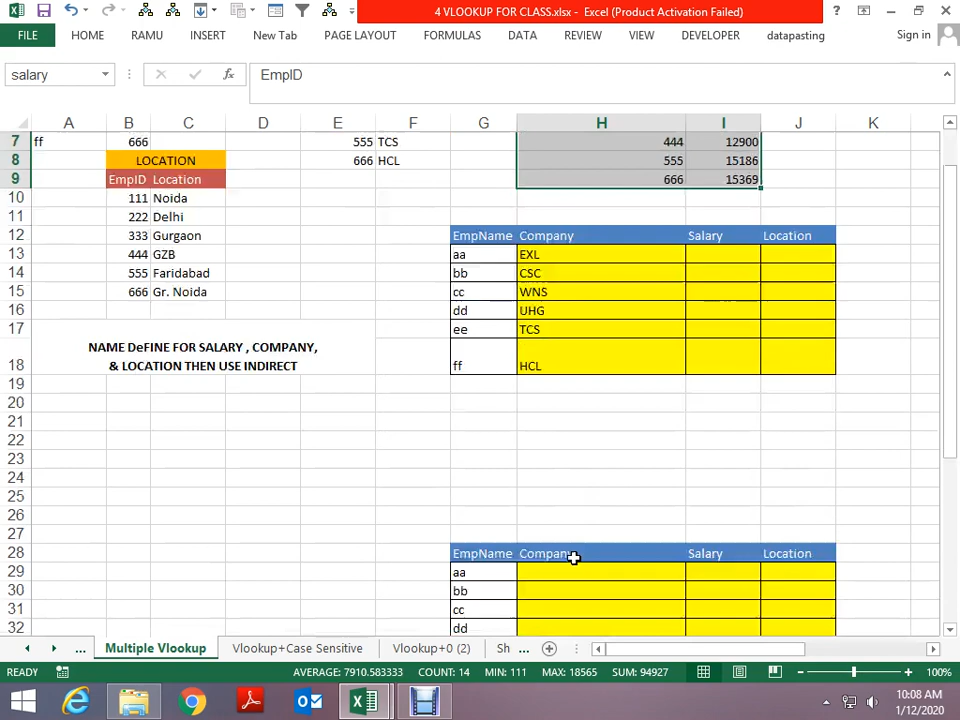 4 VLOOKUP FOR CLASS.xlsx - Excel (Product Activation Failed)
FILE HOME RAMU INSERT New Tab PAGE LAYOUT FORMULAS DATA REVIEW VIEW DEVELOPER datapasting Sign in
salary fx EmpID
A B C D E F G H I J K
7 ff 666 555 TCS 444 12900
8 LOCATION 666 HCL 555 15186
9 EmpID Location 666 15369
10 111 Noida
11 222 Delhi
12 333 Gurgaon EmpName Company Salary Location
13 444 GZB aa EXL
14 555 Faridabad bb CSC
15 666 Gr. Noida cc WNS
16 dd UHG
17 ee TCS
NAME DeFINE FOR SALARY , COMPANY,
18 & LOCATION THEN USE INDIRECT ff HCL
19
20
21
22
23
24
25
26
27
28 EmpName Company Salary Location
29 aa
30 bb
31 cc
32 dd
... Multiple Vlookup Vlookup+Case Sensitive Vlookup+0 (2) Sh ...
READY AVERAGE: 7910.583333 COUNT: 14 MIN: 111 MAX: 18565 SUM: 94927 100%
10:08 AM
1/12/2020